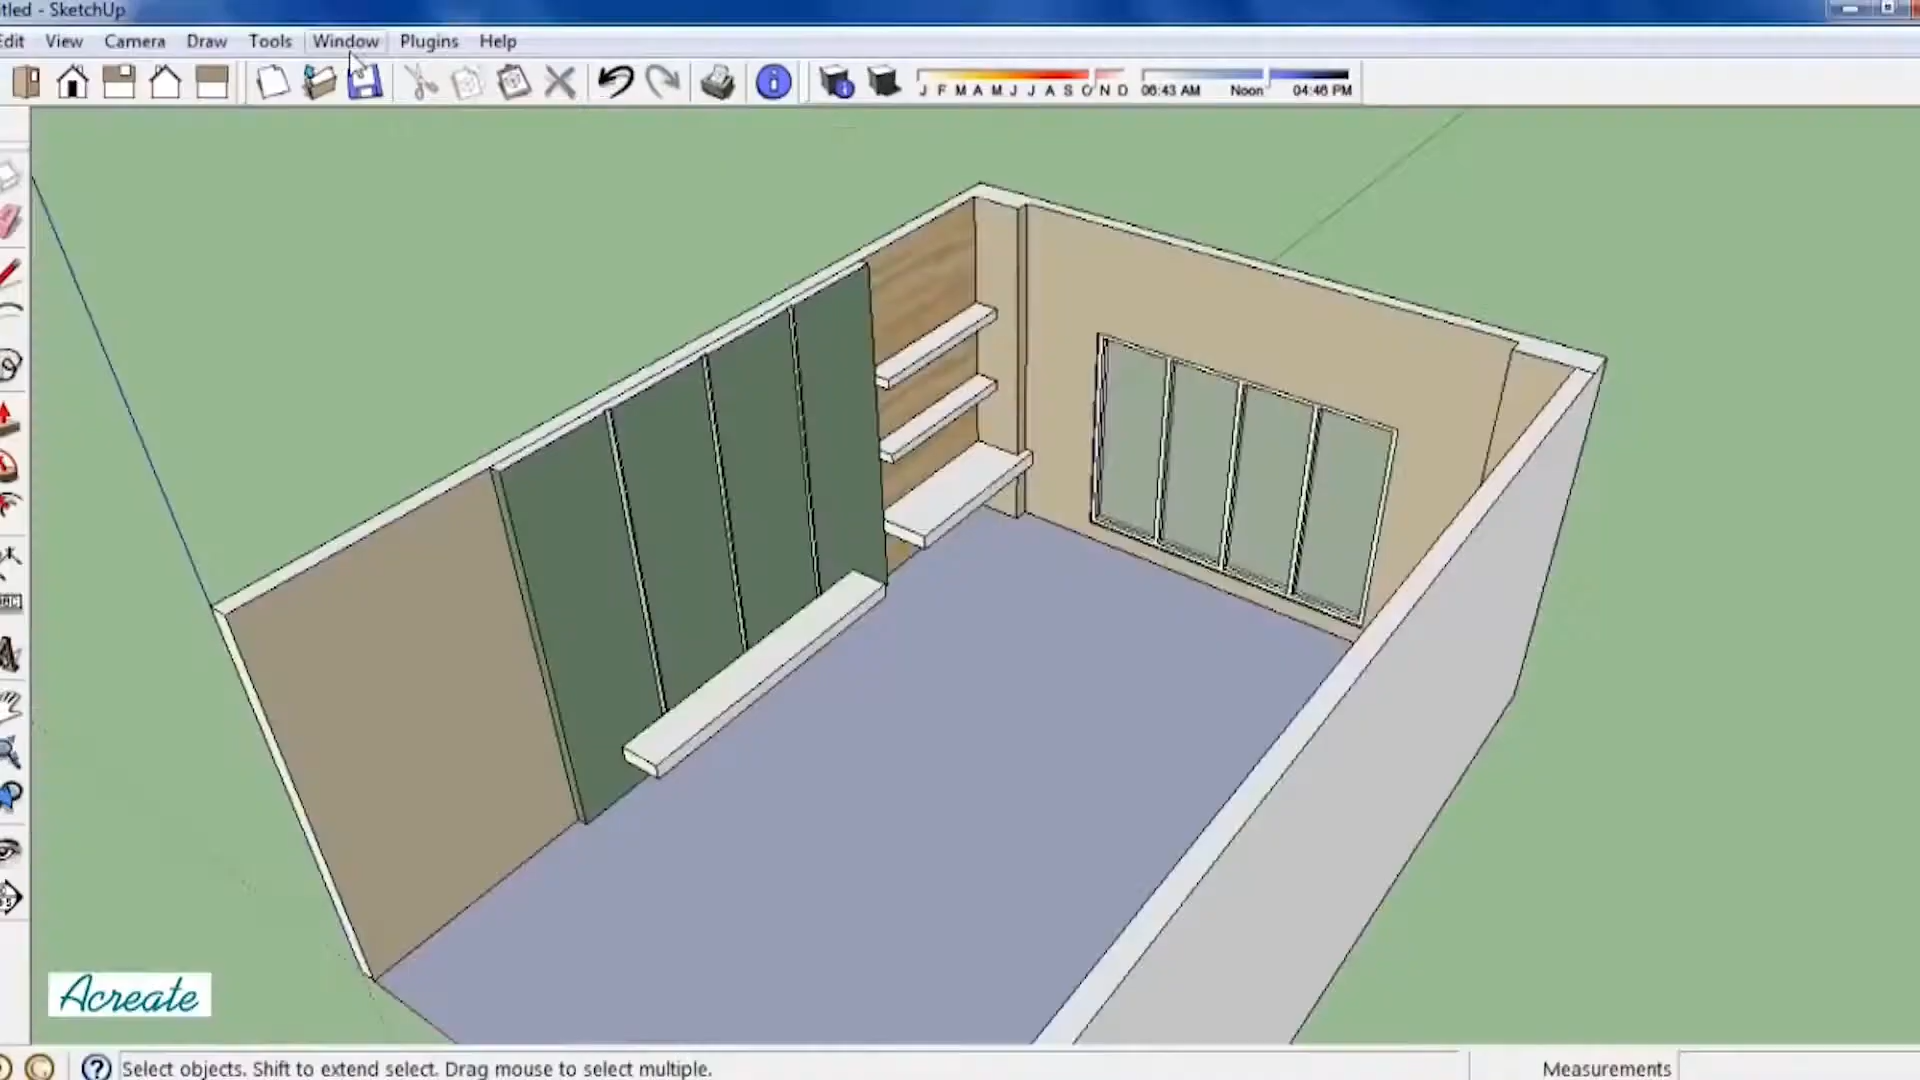 tled - SketchUp
Edit View Camera Draw Tools Window Plugins Help
J F M A M J J A S O N D 06:43 AM Noon 04:46 PM
Acreate
Select objects. Shift to extend select. Drag mouse to select multiple. Measurements